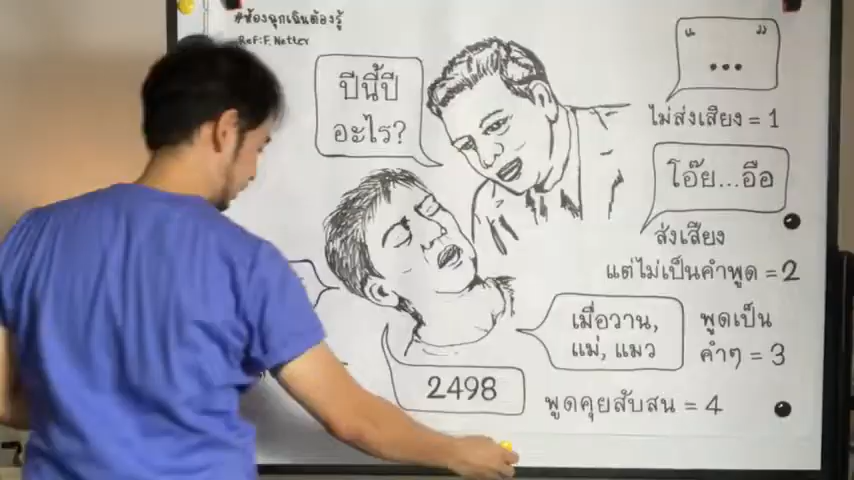 #ห้องฉุกเฉินต้องรู้
Ref: F. Netter
ปีนี้ปี
อะไร?
" ... "
ไม่ส่งเสียง = 1
โอ๊ย...อือ
ส่งเสียง
แต่ไม่เป็นคำพูด = 2
เมื่อวาน,
แม่, แมว
พูดเป็น
คำๆ = 3
2498
พูดคุยสับสน = 4